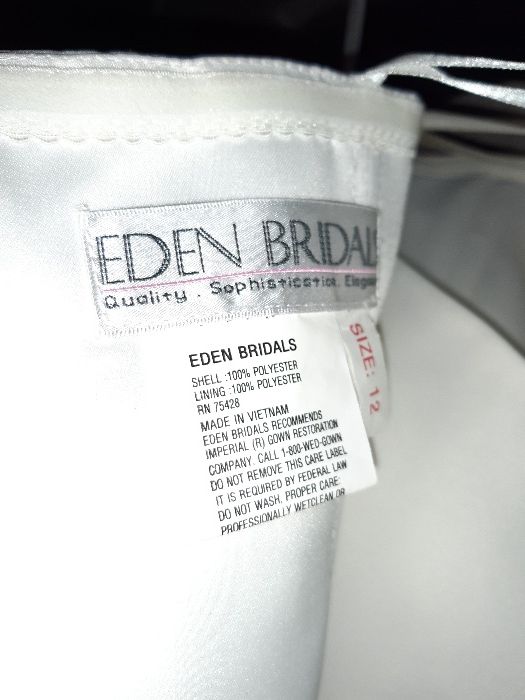 EDEN BRIDALS
Quality . Sophistication. Elegan
EDEN BRIDALS
SHELL :100% POLYESTER
LINING :100% POLYESTER
RN 75428
MADE IN VIETNAM
EDEN BRIDALS RECOMMENDS
IMPERIAL (R) GOWN RESTORATION
COMPANY. CALL 1-800-WED-GOWN
DO NOT REMOVE THIS CARE LABEL
IT IS REQUIRED BY FEDERAL LAW
DO NOT WASH. PROPER CARE:
PROFESSIONALLY WETCLEAN OR
SIZE: 12